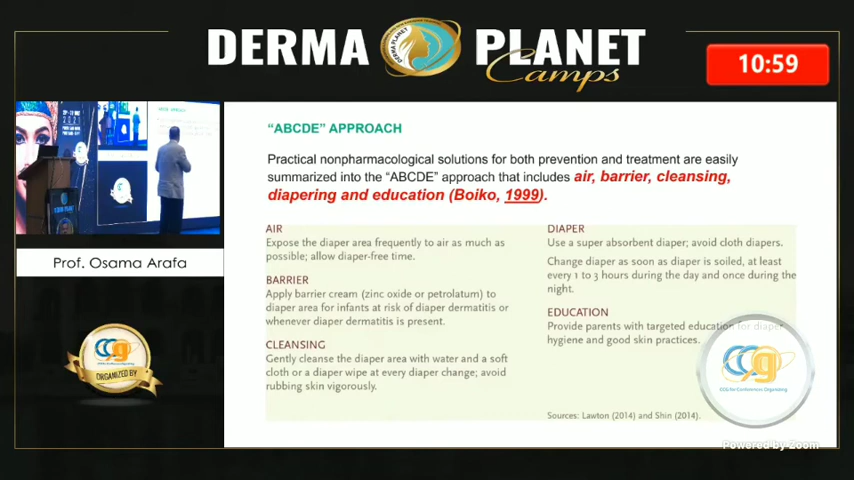 DERMA PLANET
Camps
10:59
"ABCDE" APPROACH
Practical nonpharmacological solutions for both prevention and treatment are easily
summarized into the "ABCDE" approach that includes air, barrier, cleansing,
diapering and education (Boiko, 1999).
AIR
Expose the diaper area frequently to air as much as
possible; allow diaper-free time.
BARRIER
Apply barrier cream (zinc oxide or petrolatum) to
diaper area for infants at risk of diaper dermatitis or
whenever diaper dermatitis is present.
CLEANSING
Gently cleanse the diaper area with water and a soft
cloth or a diaper wipe at every diaper change; avoid
rubbing skin vigorously.
DIAPER
Use a super absorbent diaper; avoid cloth diapers.
Change diaper as soon as diaper is soiled, at least
every 1 to 3 hours during the day and once during the
night.
EDUCATION
Provide parents with targeted education for diaper
hygiene and good skin practices.
Sources: Lawton (2014) and Shin (2014).
Prof. Osama Arafa
ORGANIZED BY
CCG for Conferences Organizing
Powered by Zoom